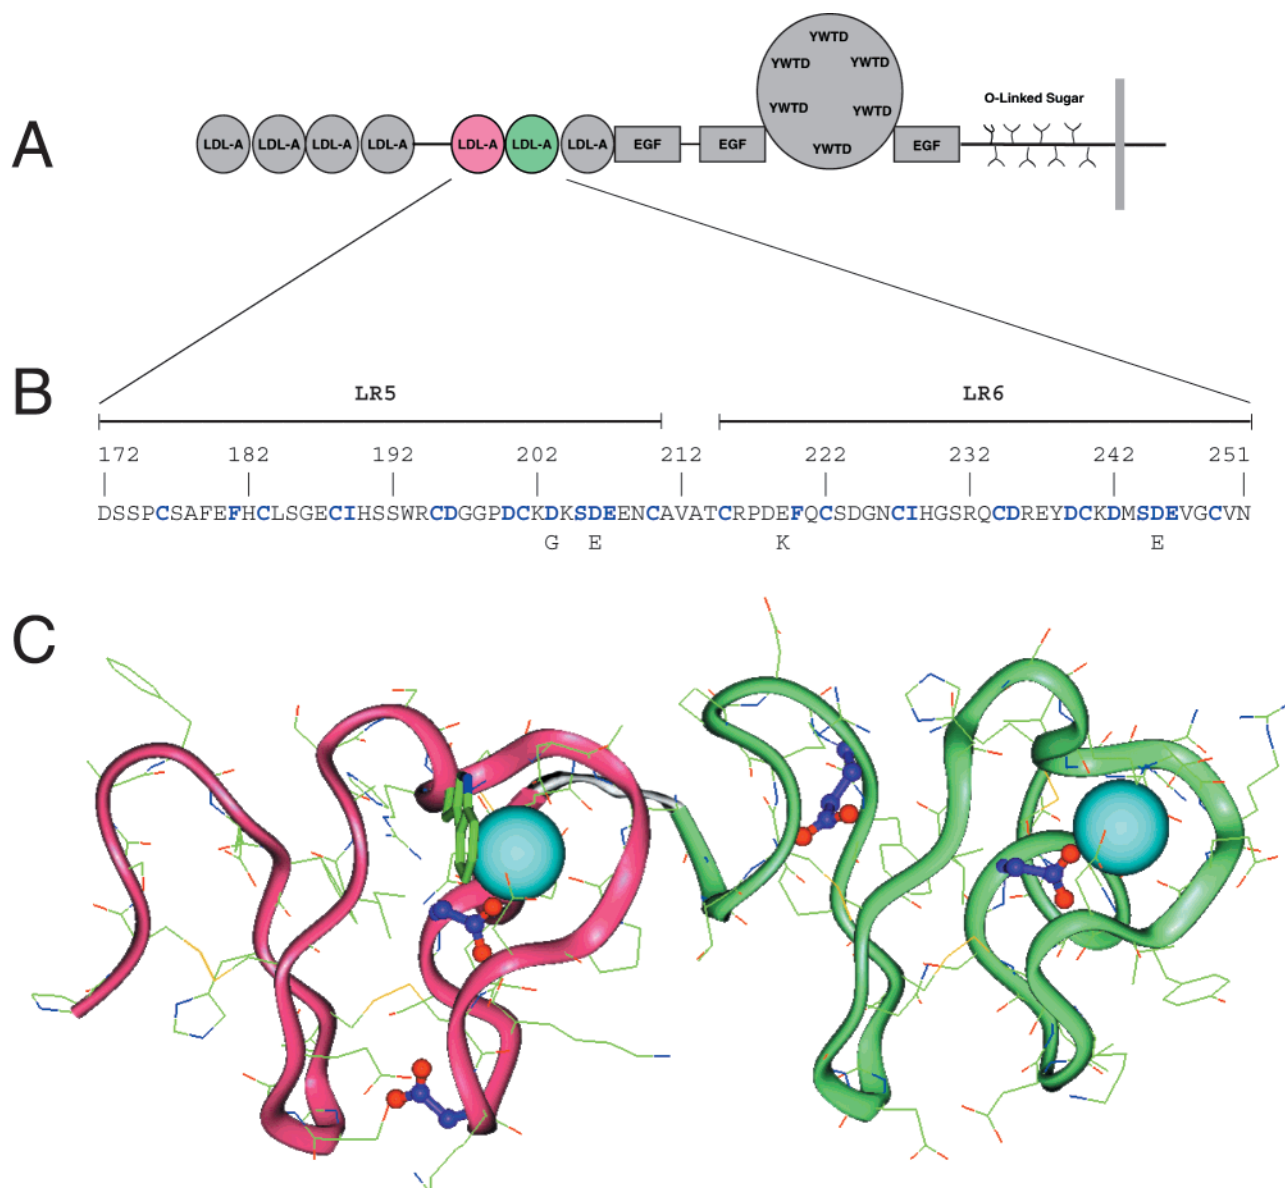 A
YWTD
YWTD YWTD
YWTD YWTD
YWTD
O-Linked Sugar
LDL-A LDL-A LDL-A LDL-A LDL-A LDL-A LDL-A EGF EGF EGF
B
LR5 LR6
172 182 192 202 212 222 232 242 251
DSSPCSAFEFHCLSGECIHSSWRCDGGPDCKDKSDEENCAVATCRPDEFQCSDGNCIHGSRQCDREYDCKDMSDEVGCVN
G E K E
C